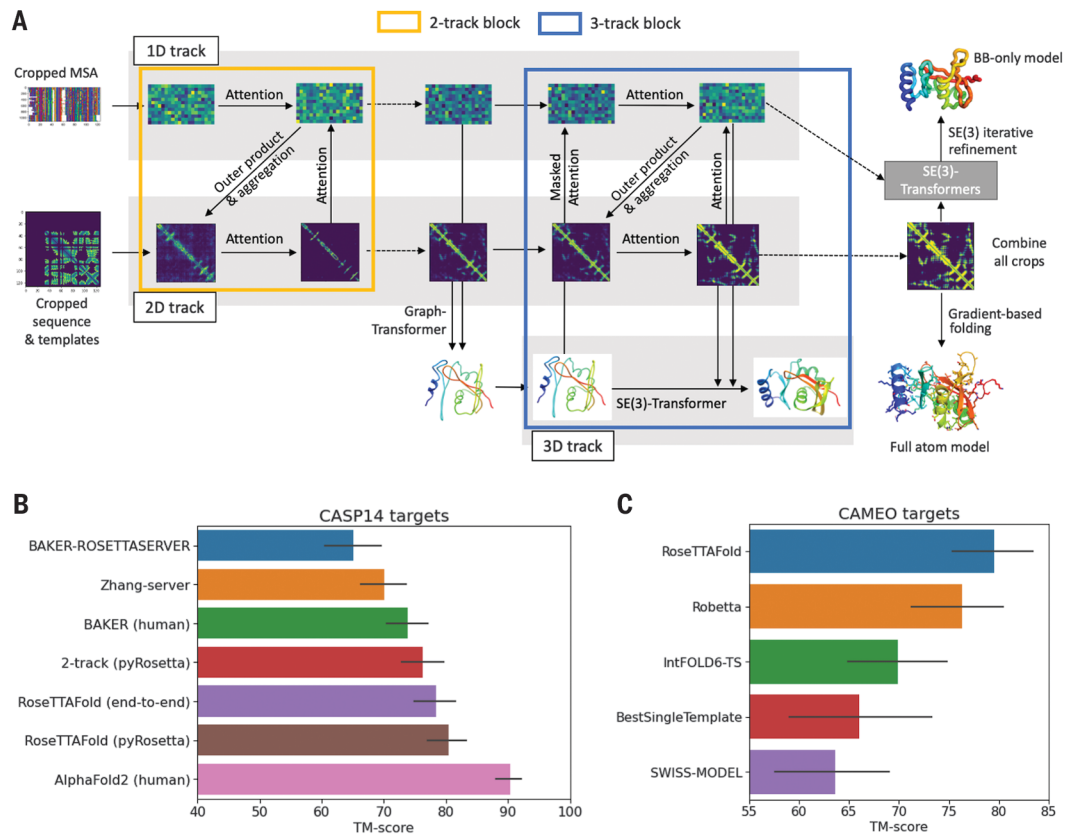 A
2-track block
3-track block
1D track
Cropped MSA
Attention
Outer product
& aggregation
Attention
Attention
2D track
Cropped
sequence
& templates
Graph-
Transformer
Masked
Attention
Attention
Outer product
& aggregation
Attention
Attention
SE(3)-Transformer
3D track
BB-only model
SE(3) iterative
refinement
SE(3)-
Transformers
Combine
all crops
Gradient-based
folding
Full atom model
B
CASP14 targets
BAKER-ROSETTASERVER
Zhang-server
BAKER (human)
2-track (pyRosetta)
RoseTTAFold (end-to-end)
RoseTTAFold (pyRosetta)
AlphaFold2 (human)
40 50 60 70 80 90 100
TM-score
C
CAMEO targets
RoseTTAFold
Robetta
IntFOLD6-TS
BestSingleTemplate
SWISS-MODEL
55 60 65 70 75 80 85
TM-score